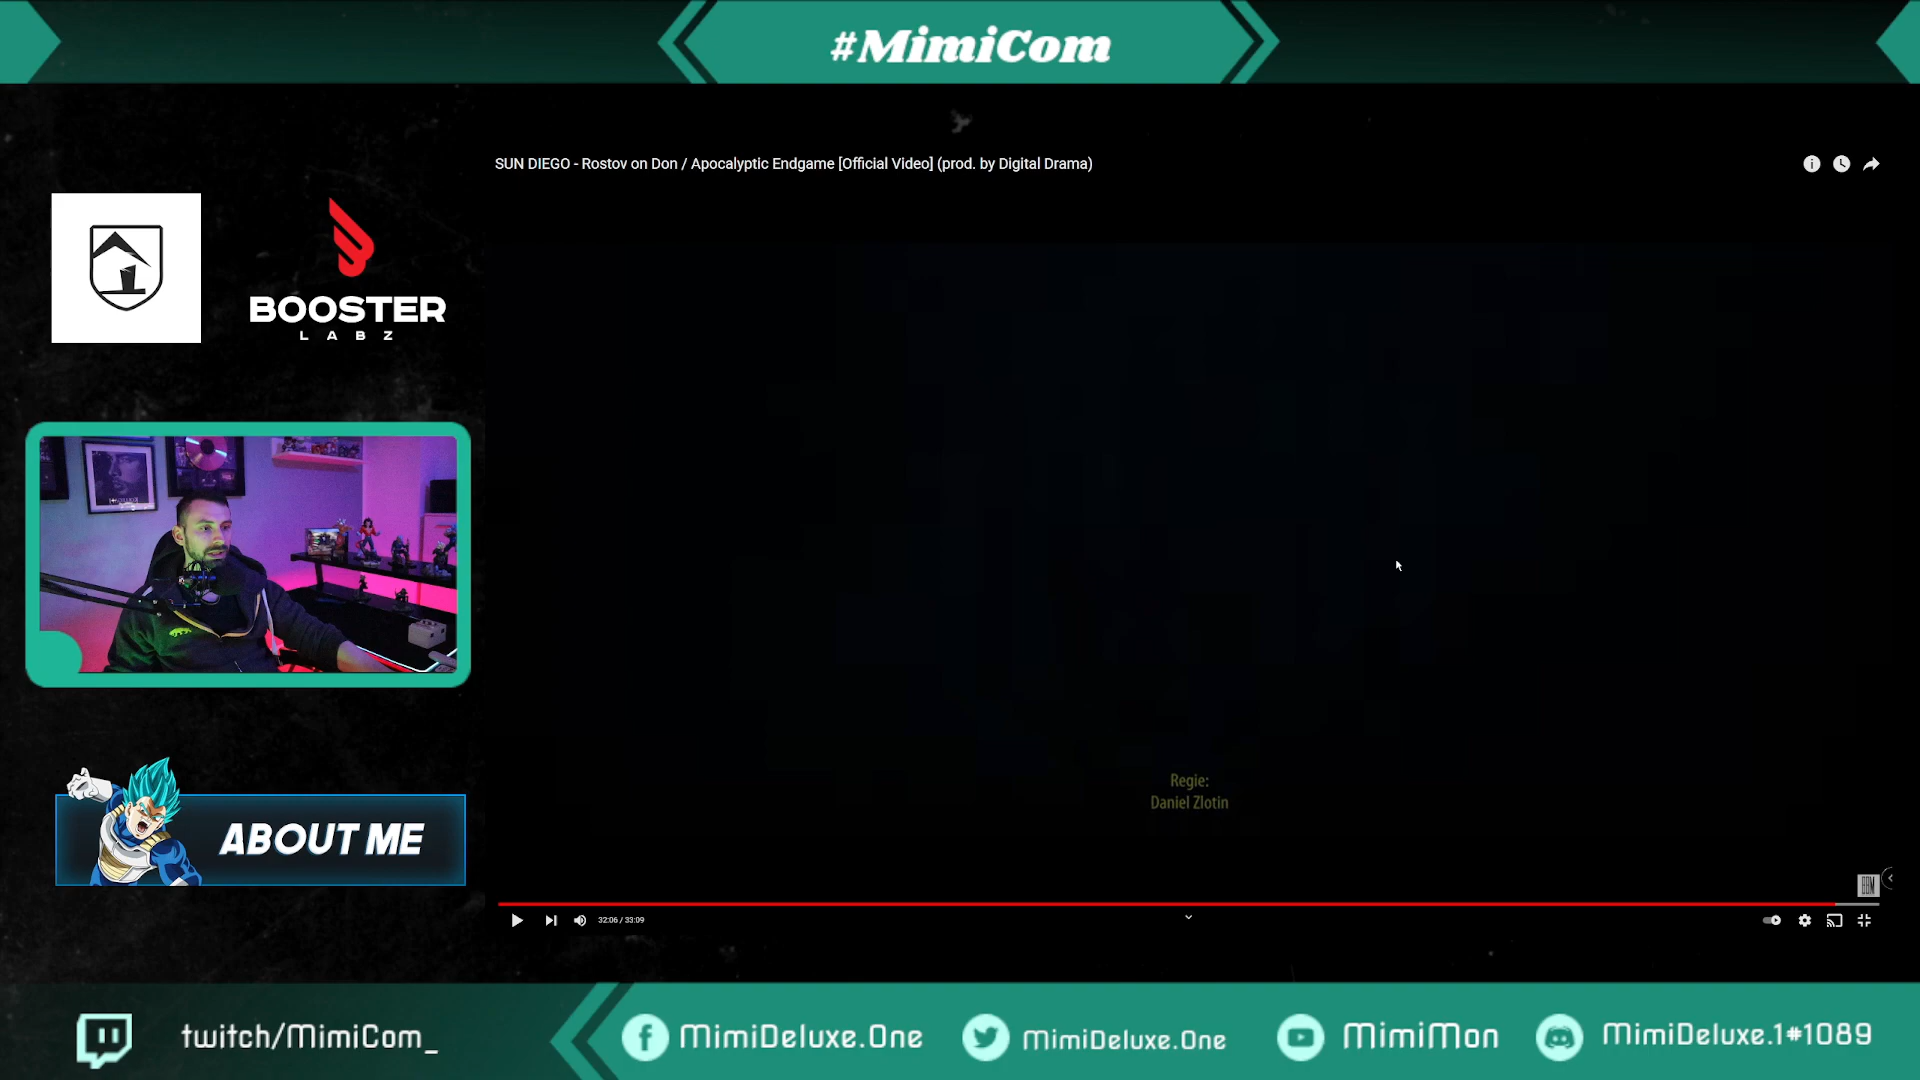 #MimiCom
SUN DIEGO - Rostov on Don / Apocalyptic Endgame [Official Video] (prod. by Digital Drama)
BOOSTER
LABZ
ABOUT ME
Regie:
Daniel Zlotin
32:06 / 33:09
twitch/MimiCom_
MimiDeluxe.One
MimiDeluxe.One
MimiMon
MimiDeluxe.1#1089